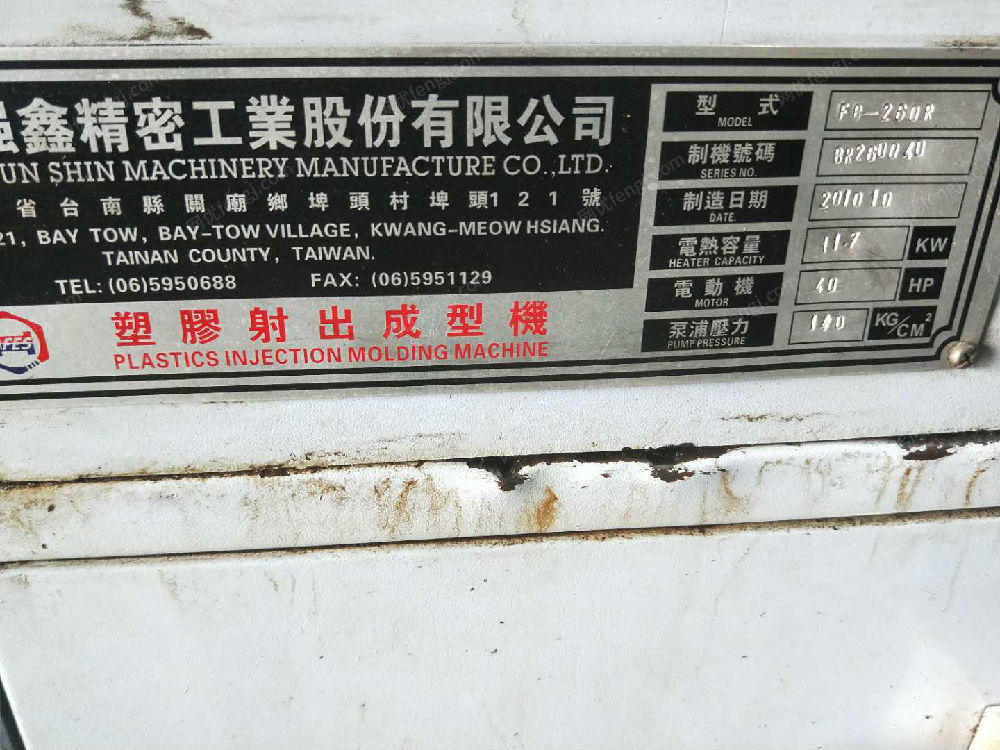 鑫精密工業股份有限公司
UN SHIN MACHINERY MANUFACTURE CO.,LTD.
省台南縣關廟鄉埤頭村埤頭121號
21, BAY TOW, BAY-TOW VILLAGE, KWANG-MEOW HSIANG.
TAINAN COUNTY, TAIWAN.
TEL: (06)5950688 FAX: (06)5951129
塑膠射出成型機
PLASTICS INJECTION MOLDING MACHINE
型式 FB-260R
MODEL
制機號碼 8R260040
SERIES NO.
制造日期 2010 10
DATE.
電熱容量 KW
HEATER CAPACITY
電動機 40 HP
MOTOR
泵浦壓力 140 KG/CM²
PUMP PRESSURE